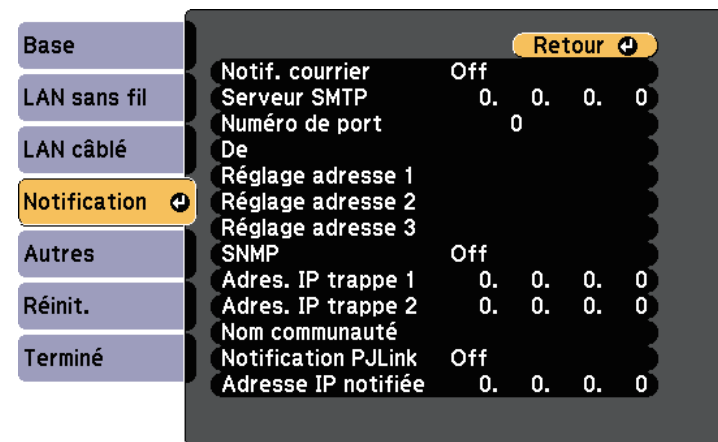 Base
LAN sans fil
LAN câblé
Notification
Autres
Réinit.
Terminé
Retour
Notif. courrier Off
Serveur SMTP 0. 0. 0. 0
Numéro de port 0
De
Réglage adresse 1
Réglage adresse 2
Réglage adresse 3
SNMP Off
Adres. IP trappe 1 0. 0. 0. 0
Adres. IP trappe 2 0. 0. 0. 0
Nom communauté
Notification PJLink Off
Adresse IP notifiée 0. 0. 0. 0